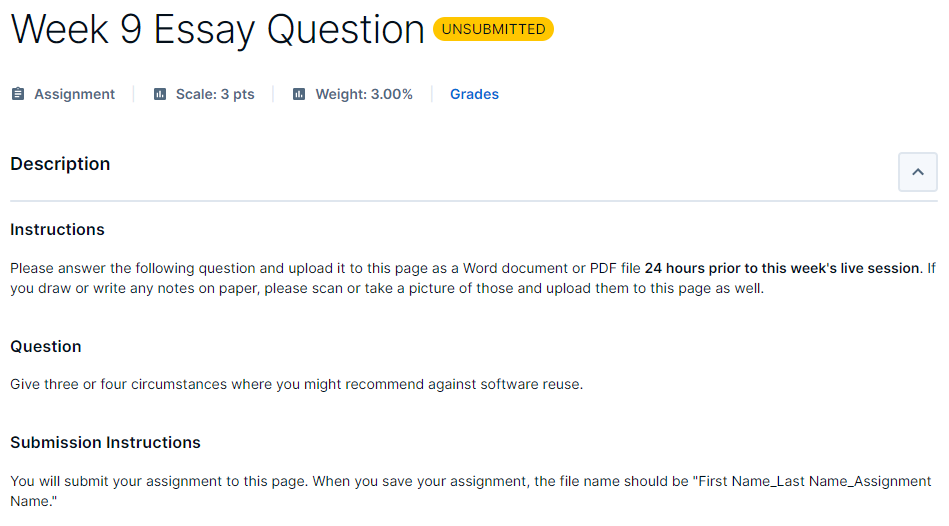 Week 9 Essay Question UNSUBMITTED
Assignment Scale: 3 pts Weight: 3.00% Grades
Description
Instructions
Please answer the following question and upload it to this page as a Word document or PDF file 24 hours prior to this week's live session. If
you draw or write any notes on paper, please scan or take a picture of those and upload them to this page as well.
Question
Give three or four circumstances where you might recommend against software reuse.
Submission Instructions
You will submit your assignment to this page. When you save your assignment, the file name should be "First Name_Last Name_Assignment
Name."